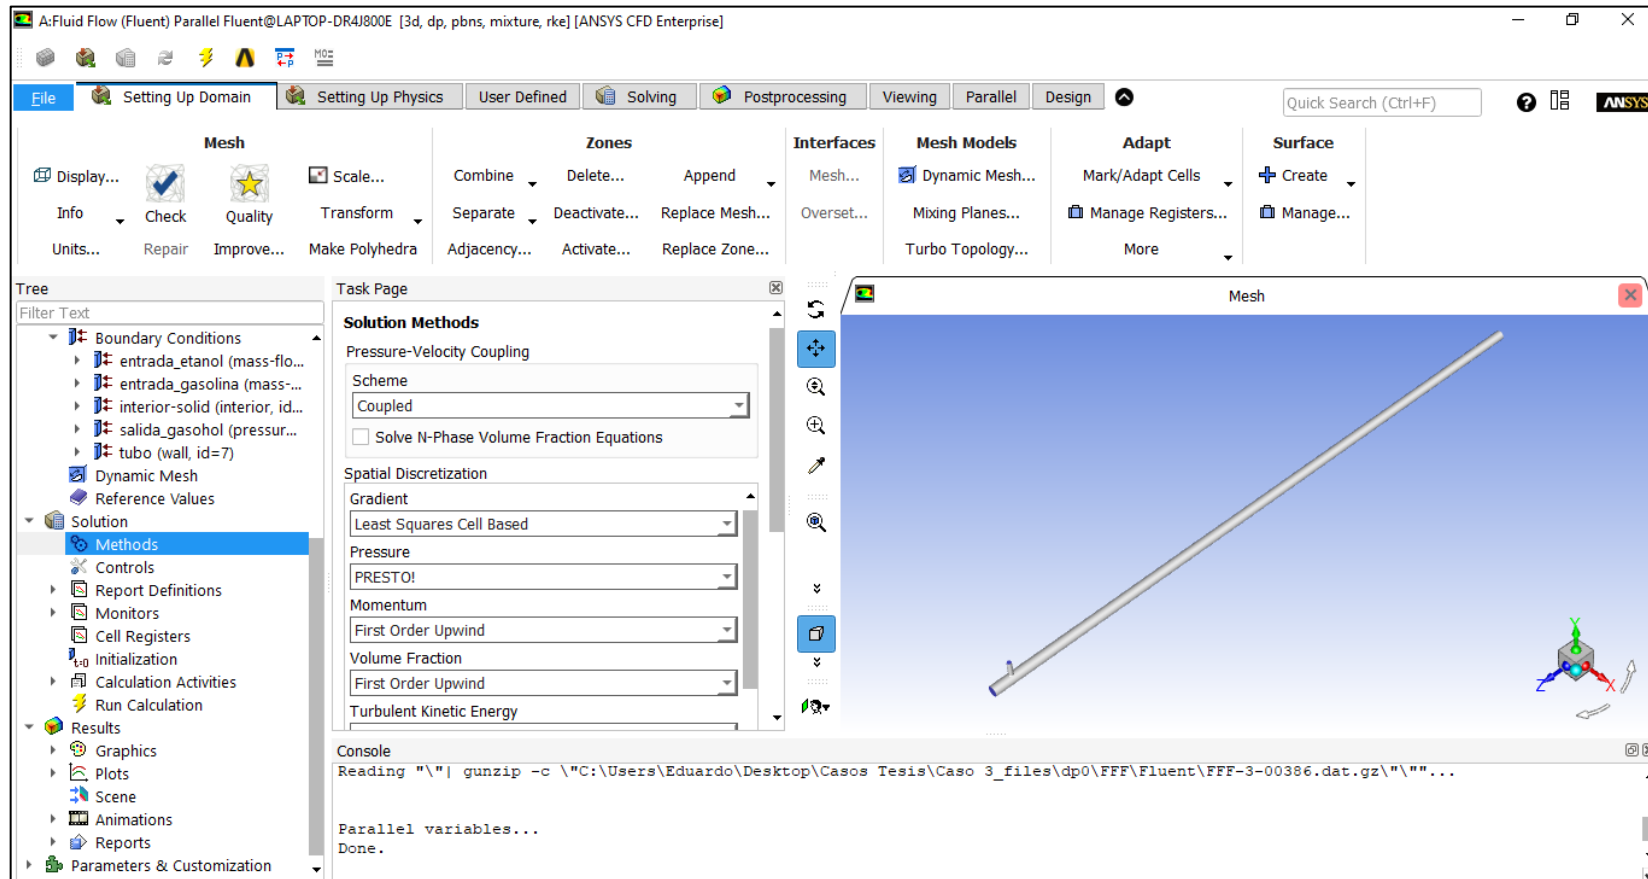 A:Fluid Flow (Fluent) Parallel Fluent@LAPTOP-DR4J800E [3d, dp, pbns, mixture, rke] [ANSYS CFD Enterprise]
File
Setting Up Domain
Setting Up Physics
User Defined
Solving
Postprocessing
Viewing
Parallel
Design
Quick Search (Ctrl+F)
ANSYS
Mesh
Zones
Interfaces
Mesh Models
Adapt
Surface
Display...
Check
Quality
Scale...
Combine
Delete...
Append
Mesh...
Dynamic Mesh...
Mark/Adapt Cells
Create
Info
Transform
Separate
Deactivate...
Replace Mesh...
Overset...
Mixing Planes...
Manage Registers...
Manage...
Units...
Repair
Improve...
Make Polyhedra
Adjacency...
Activate...
Replace Zone...
Turbo Topology...
More
Tree
Filter Text
Boundary Conditions
entrada_etanol (mass-flo...
entrada_gasolina (mass-...
interior-solid (interior, id...
salida_gasohol (pressur...
tubo (wall, id=7)
Dynamic Mesh
Reference Values
Solution
Methods
Controls
Report Definitions
Monitors
Cell Registers
t=0 Initialization
Calculation Activities
Run Calculation
Results
Graphics
Plots
Scene
Animations
Reports
Parameters & Customization
Task Page
Solution Methods
Pressure-Velocity Coupling
Scheme
Coupled
Solve N-Phase Volume Fraction Equations
Spatial Discretization
Gradient
Least Squares Cell Based
Pressure
PRESTO!
Momentum
First Order Upwind
Volume Fraction
First Order Upwind
Turbulent Kinetic Energy
Mesh
Y
Z
X
Console
Reading "\"| gunzip -c \"C:\Users\Eduardo\Desktop\Casos Tesis\Caso 3_files\dp0\FFF\Fluent\FFF-3-00386.dat.gz\"\""...
Parallel variables...
Done.